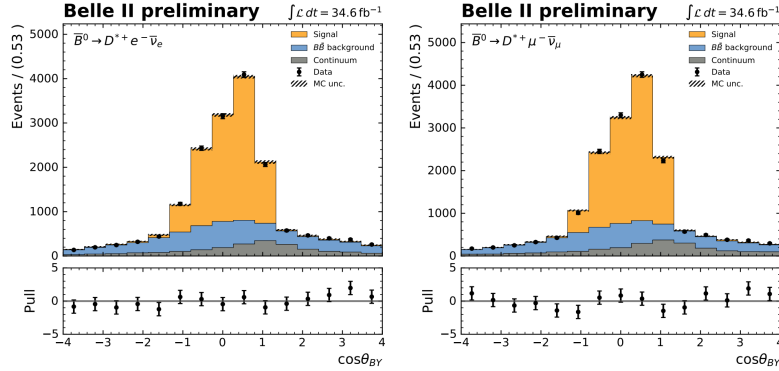 Belle II preliminary ∫ℒ dt = 34.6 fb⁻¹
B̅⁰ → D*⁺ e⁻ ν̅ₑ
Signal
BB̅ background
Continuum
Data
MC unc.
Events / (0.53 )
5000
4000
3000
2000
1000
0
Pull
5
0
−5
−4 −3 −2 −1 0 1 2 3 4
cosθ_BY
Belle II preliminary ∫ℒ dt = 34.6 fb⁻¹
B̅⁰ → D*⁺ μ⁻ ν̅_μ
Signal
BB̅ background
Continuum
Data
MC unc.
Events / (0.53 )
5000
4000
3000
2000
1000
0
Pull
5
0
−5
−4 −3 −2 −1 0 1 2 3 4
cosθ_BY